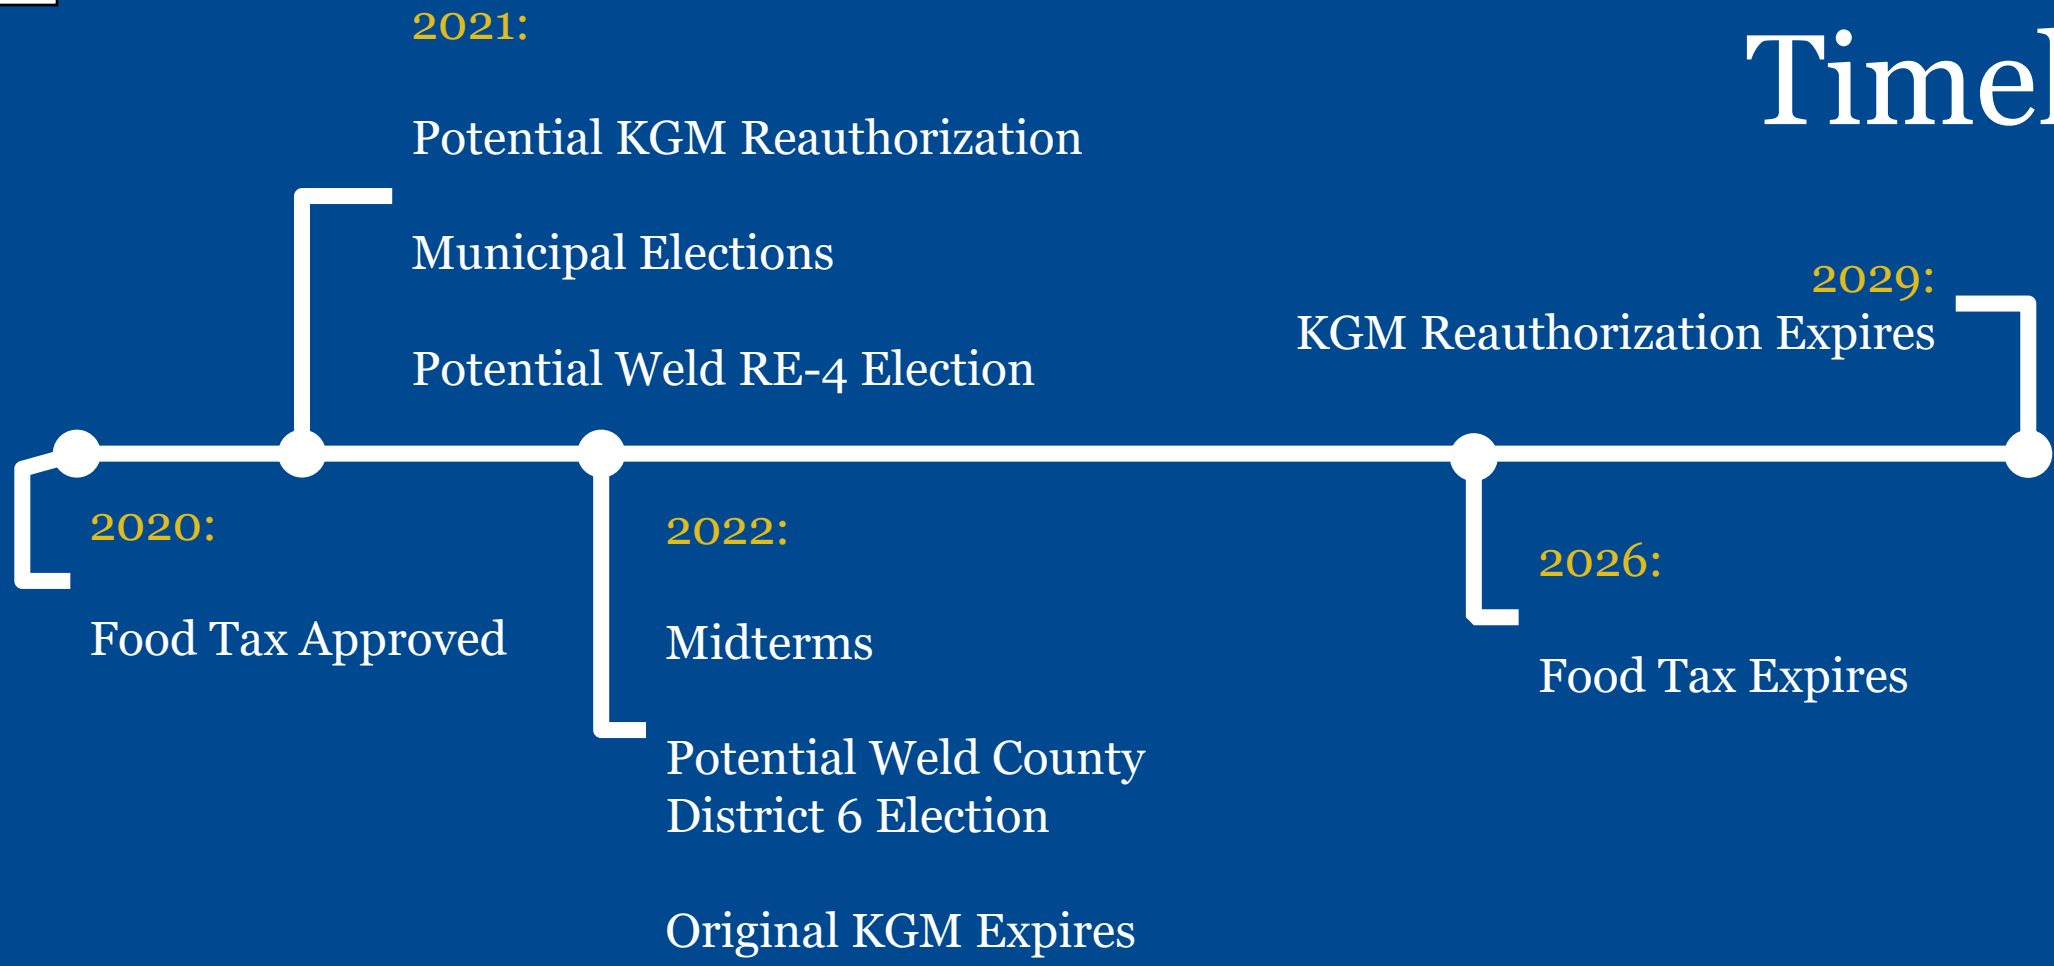 Timel
2021:
Potential KGM Reauthorization
Municipal Elections
Potential Weld RE-4 Election
2029:
KGM Reauthorization Expires
2020:
Food Tax Approved
2022:
Midterms
Potential Weld County
District 6 Election
Original KGM Expires
2026:
Food Tax Expires